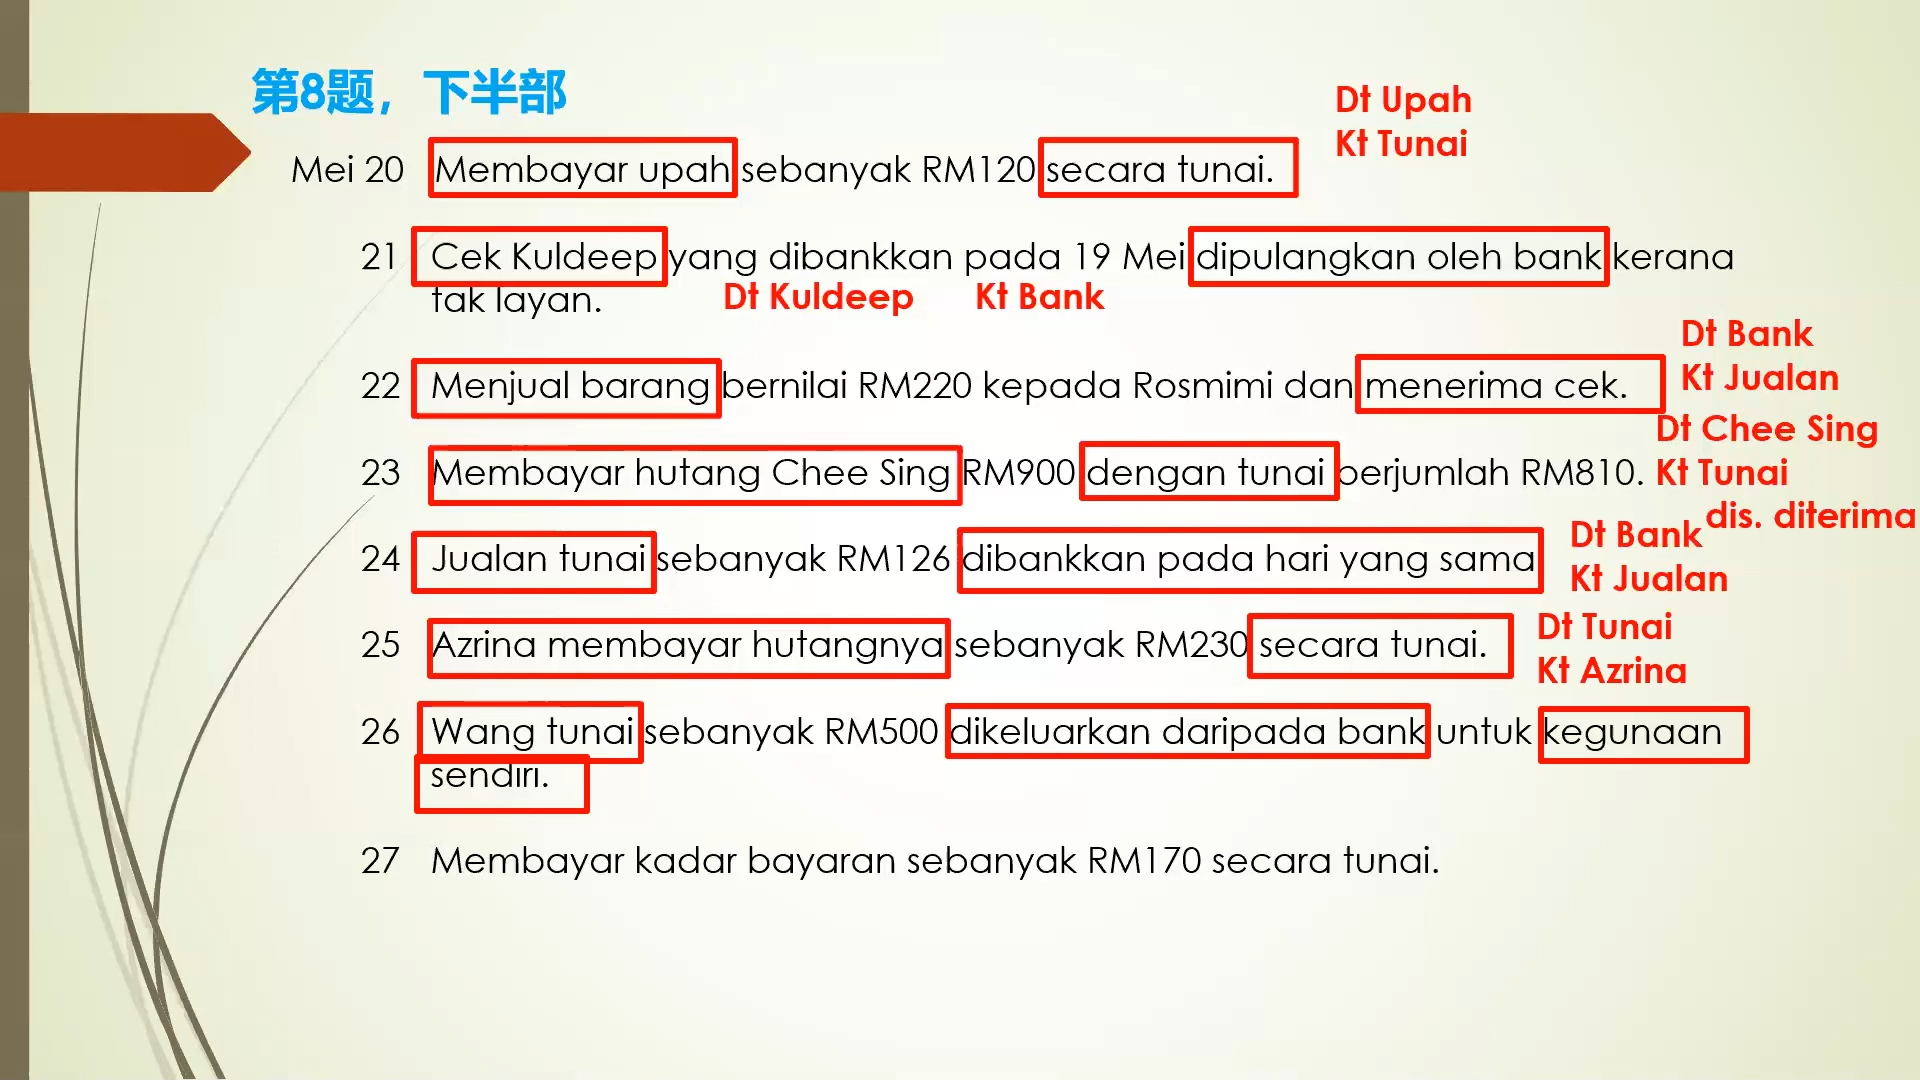 第8题，下半部
Dt Upah
Kt Tunai
Mei 20 Membayar upah sebanyak RM120 secara tunai.
21 Cek Kuldeep yang dibankkan pada 19 Mei dipulangkan oleh bank kerana
tak layan. Dt Kuldeep Kt Bank
Dt Bank
Kt Jualan
22 Menjual barang bernilai RM220 kepada Rosmimi dan menerima cek.
Dt Chee Sing
23 Membayar hutang Chee Sing RM900 dengan tunai berjumlah RM810. Kt Tunai
dis. diterima
Dt Bank
24 Jualan tunai sebanyak RM126 dibankkan pada hari yang sama
Kt Jualan
Dt Tunai
25 Azrina membayar hutangnya sebanyak RM230 secara tunai.
Kt Azrina
26 Wang tunai sebanyak RM500 dikeluarkan daripada bank untuk kegunaan
sendiri.
27 Membayar kadar bayaran sebanyak RM170 secara tunai.